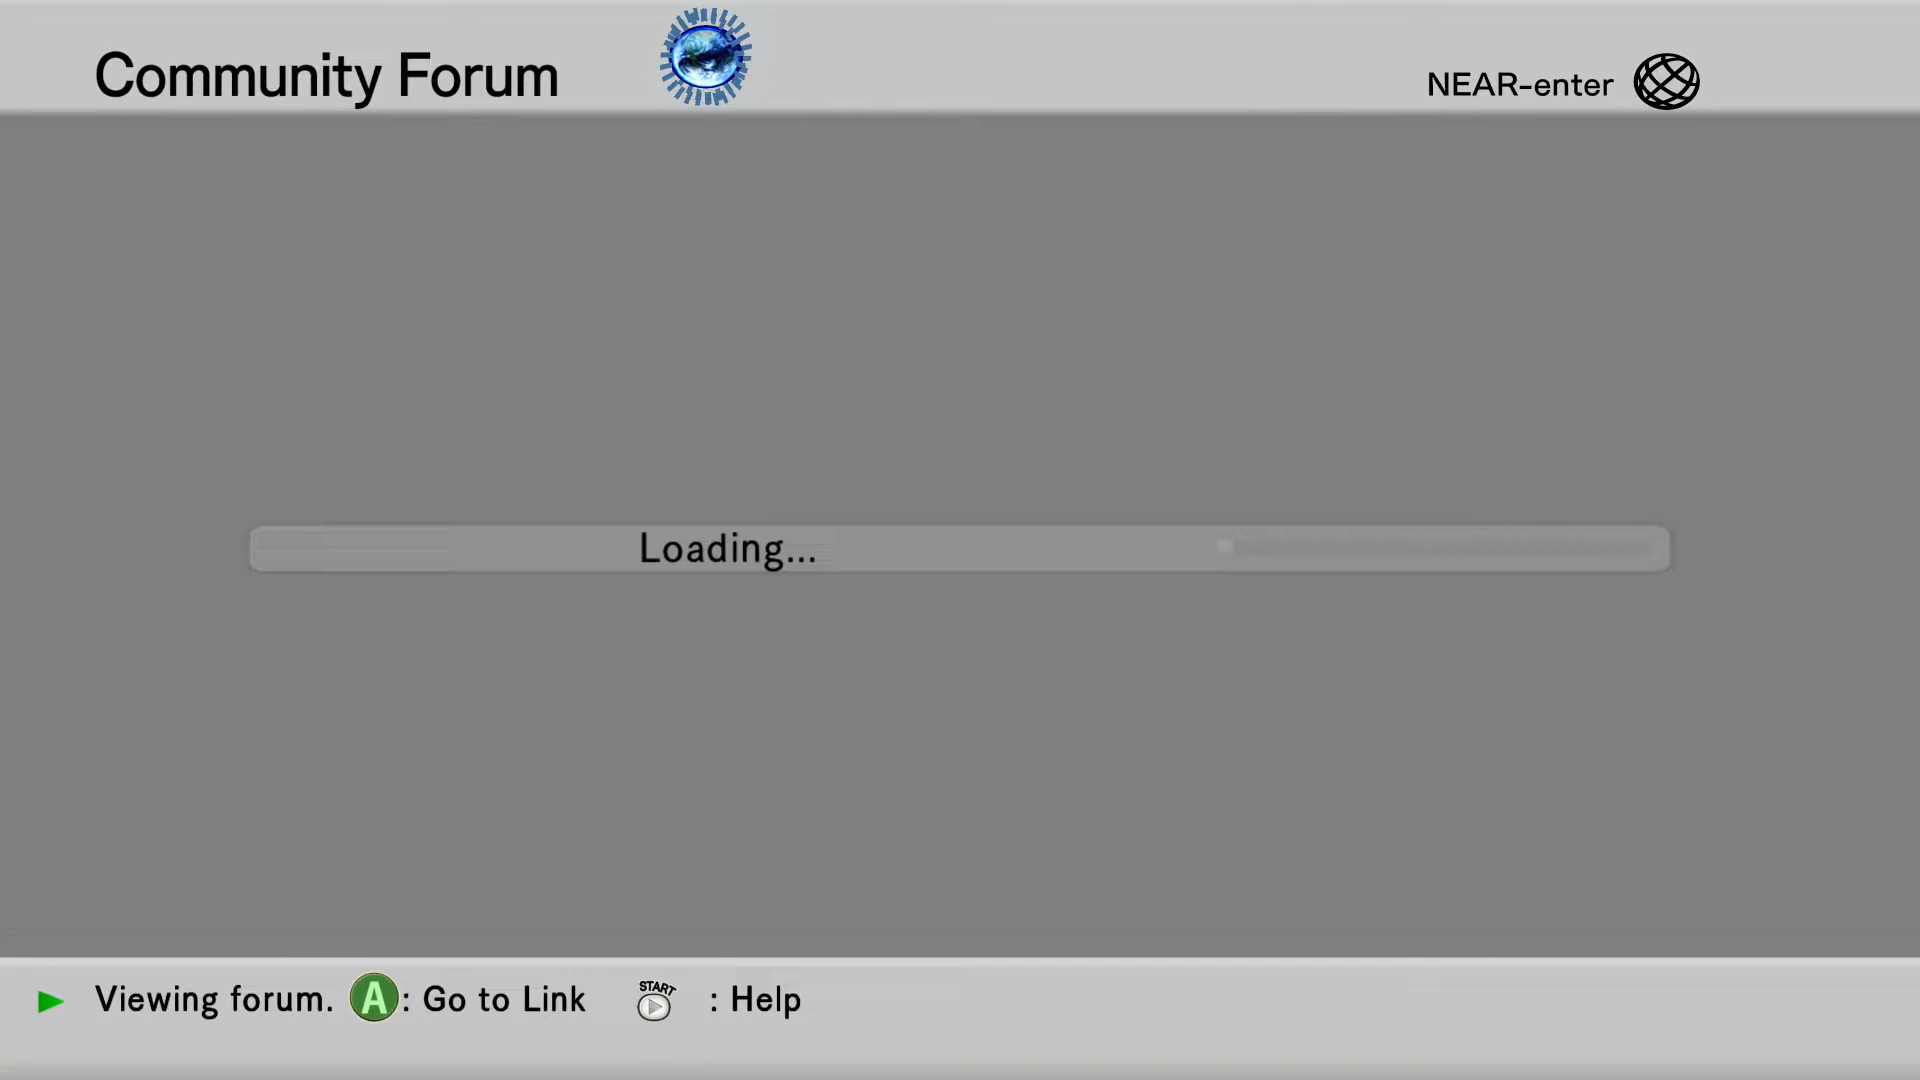 Community Forum
NEAR-enter
Loading...
Viewing forum. A : Go to Link START : Help